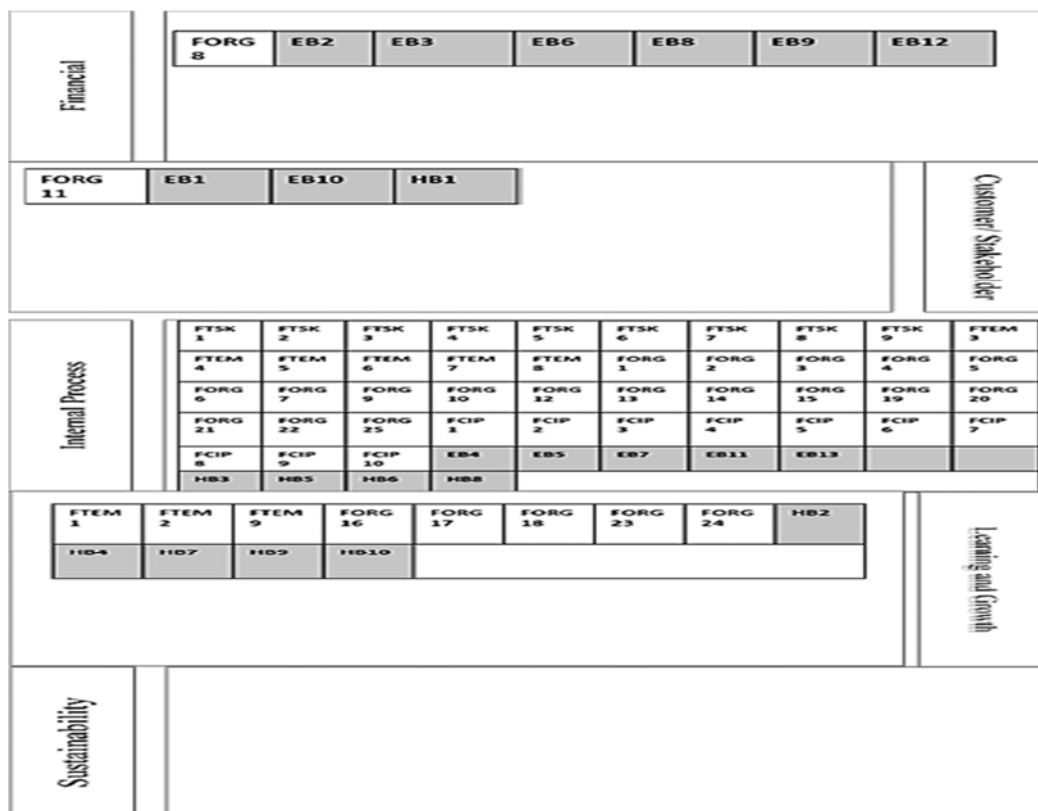 Financial
FORG 8 EB2 EB3 EB6 EB8 EB9 EB12
FORG 11 EB1 EB10 HB1
Customer/ Stakeholder
Internal Process
FTSK 1 FTSK 2 FTSK 3 FTSK 4 FTSK 5 FTSK 6 FTSK 7 FTSK 8 FTSK 9 FTEM 3
FTEM 4 FTEM 5 FTEM 6 FTEM 7 FTEM 8 FORG 1 FORG 2 FORG 3 FORG 4 FORG 5
FORG 6 FORG 7 FORG 9 FORG 10 FORG 12 FORG 13 FORG 14 FORG 15 FORG 19 FORG 20
FORG 21 FORG 22 FORG 25 FCIP 1 FCIP 2 FCIP 3 FCIP 4 FCIP 5 FCIP 6 FCIP 7
FCIP 8 FCIP 9 FCIP 10 EB4 EB5 EB7 EB11 EB13
HB3 HB5 HB6 HB8
FTEM 1 FTEM 2 FTEM 9 FORG 16 FORG 17 FORG 18 FORG 23 FORG 24 HB2
HB4 HB7 HB9 HB10
Learning and Growth
Sustainability